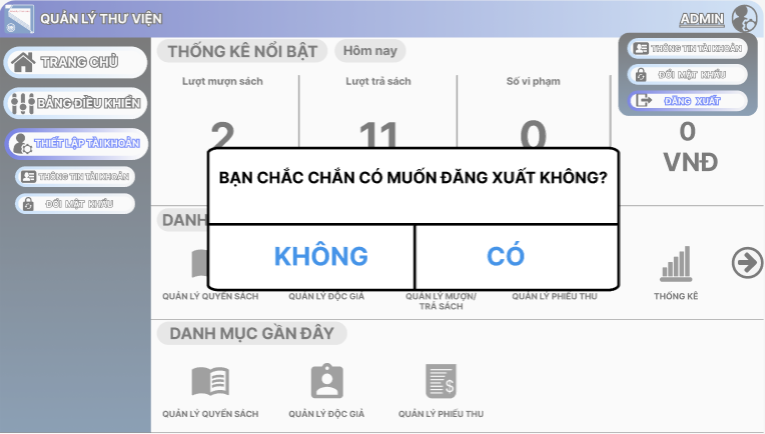 QUẢN LÝ THƯ VIỆN
ADMIN
THÔNG TIN TÀI KHOẢN
ĐỔI MẬT KHẨU
ĐĂNG XUẤT
TRANG CHỦ
BẢNG ĐIỀU KHIỂN
THIẾT LẬP TÀI KHOẢN
THÔNG TIN TÀI KHOẢN
ĐỔI MẬT KHẨU
THỐNG KÊ NỔI BẬT
Hôm nay
Lượt mượn sách
Lượt trả sách
Số vi phạm
2
11
0
0
VNĐ
BẠN CHẮC CHẮN CÓ MUỐN ĐĂNG XUẤT KHÔNG?
KHÔNG
CÓ
DANH
QUẢN LÝ QUYỂN SÁCH
QUẢN LÝ ĐỘC GIẢ
QUẢN LÝ MƯỢN/
TRẢ SÁCH
QUẢN LÝ PHIẾU THU
THỐNG KÊ
DANH MỤC GẦN ĐÂY
QUẢN LÝ QUYỂN SÁCH
QUẢN LÝ ĐỘC GIẢ
QUẢN LÝ PHIẾU THU